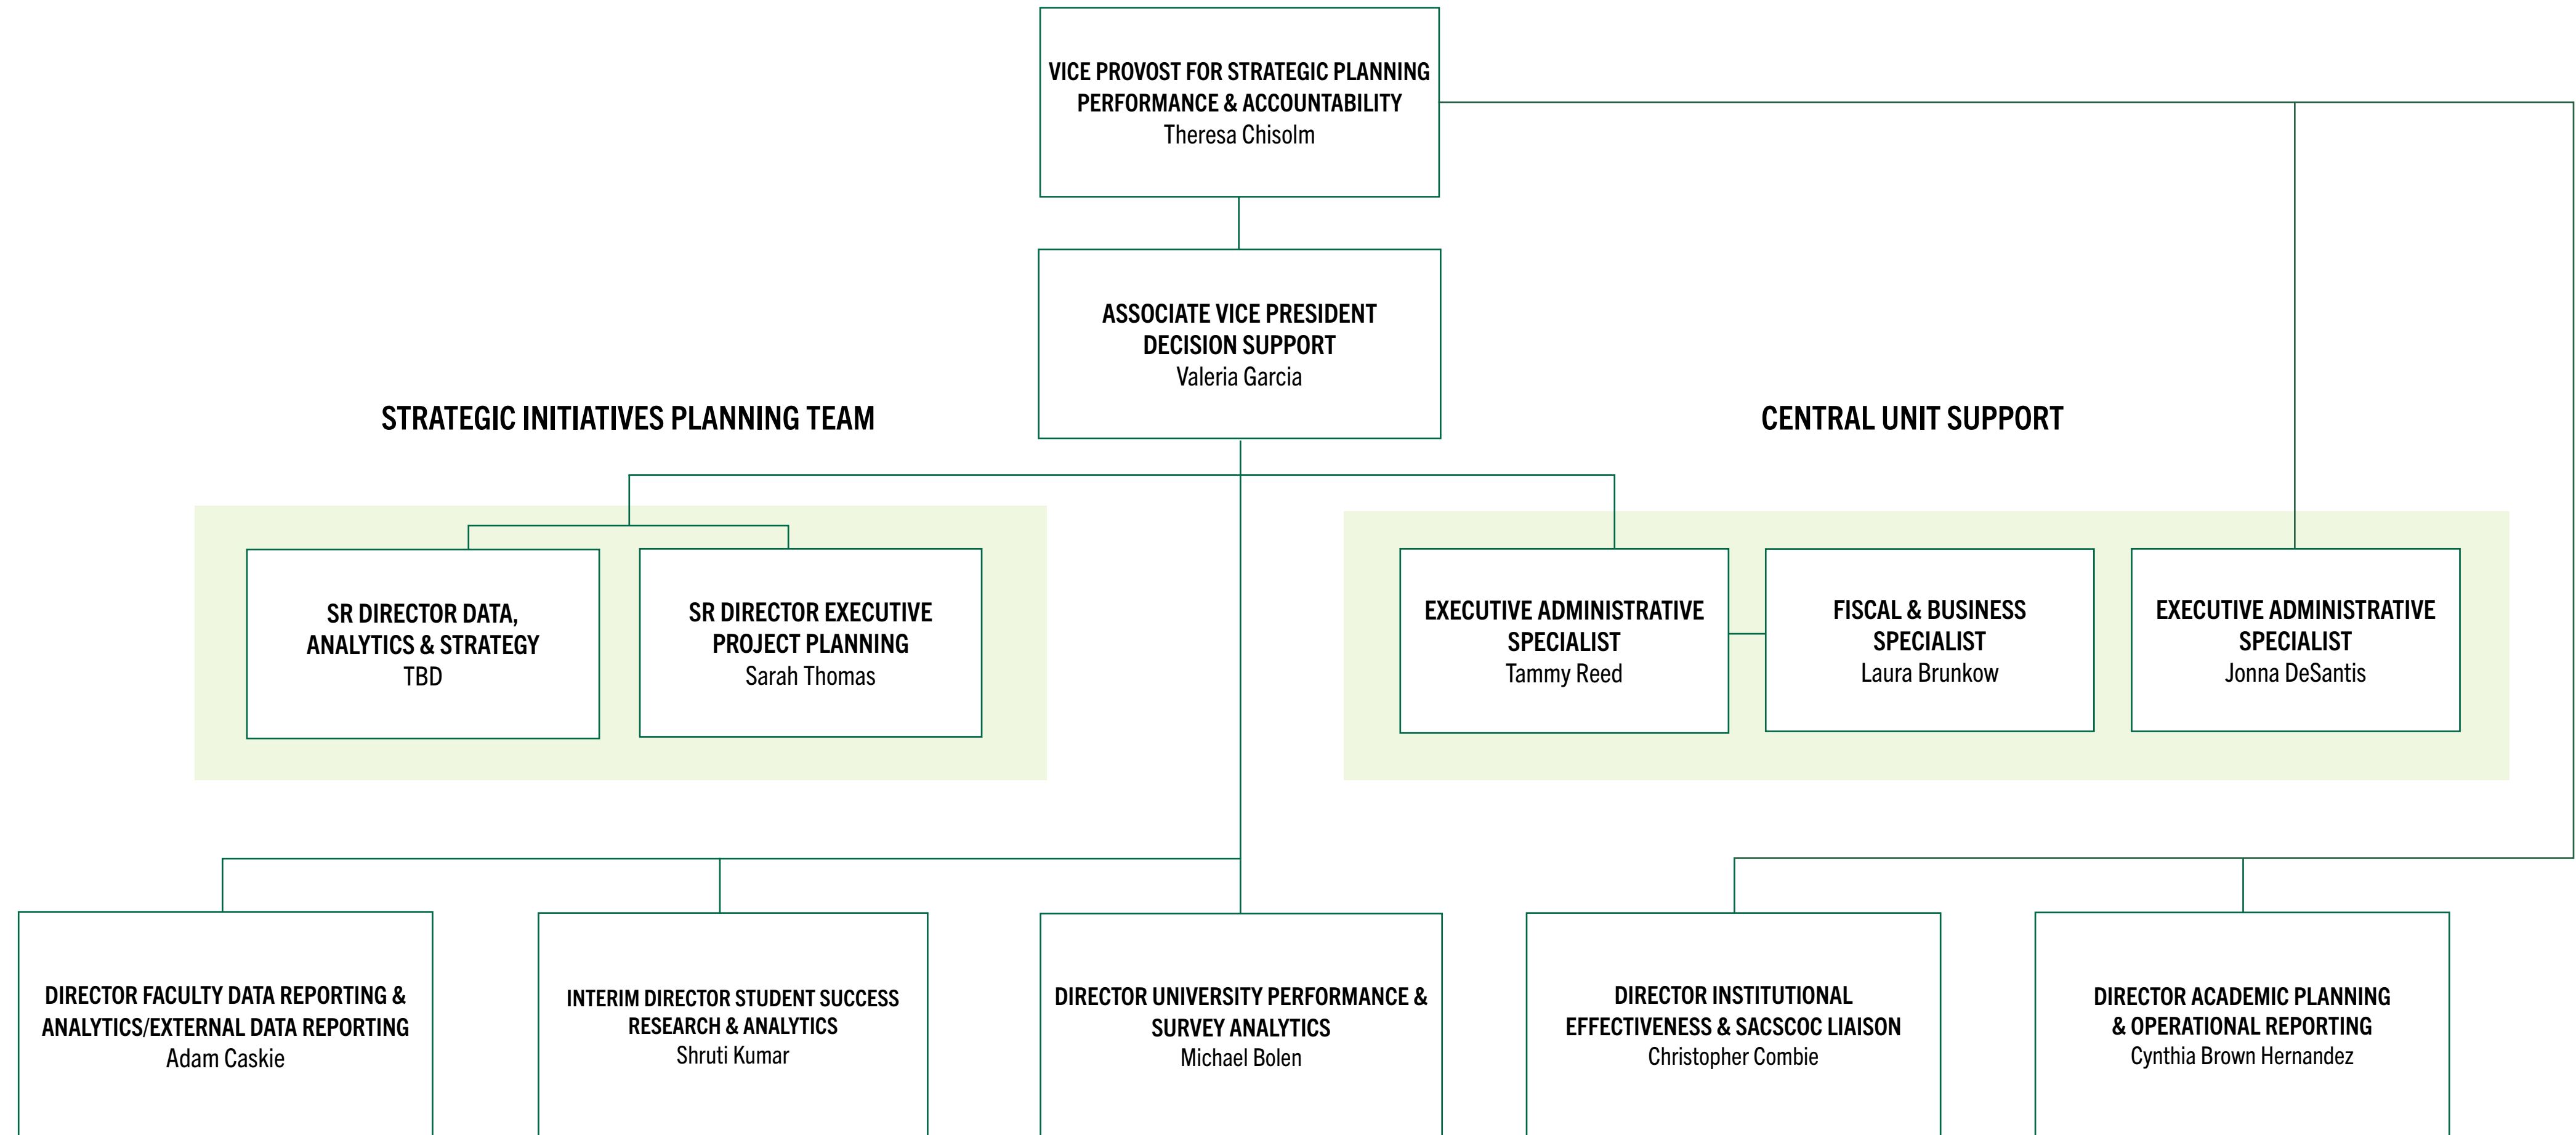 VICE PROVOST FOR STRATEGIC PLANNING
PERFORMANCE & ACCOUNTABILITY
Theresa Chisolm
ASSOCIATE VICE PRESIDENT
DECISION SUPPORT
Valeria Garcia
STRATEGIC INITIATIVES PLANNING TEAM
CENTRAL UNIT SUPPORT
SR DIRECTOR DATA,
ANALYTICS & STRATEGY
TBD
SR DIRECTOR EXECUTIVE
PROJECT PLANNING
Sarah Thomas
EXECUTIVE ADMINISTRATIVE
SPECIALIST
Tammy Reed
FISCAL & BUSINESS
SPECIALIST
Laura Brunkow
EXECUTIVE ADMINISTRATIVE
SPECIALIST
Jonna DeSantis
DIRECTOR FACULTY DATA REPORTING &
ANALYTICS/EXTERNAL DATA REPORTING
Adam Caskie
INTERIM DIRECTOR STUDENT SUCCESS
RESEARCH & ANALYTICS
Shruti Kumar
DIRECTOR UNIVERSITY PERFORMANCE &
SURVEY ANALYTICS
Michael Bolen
DIRECTOR INSTITUTIONAL
EFFECTIVENESS & SACSCOC LIAISON
Christopher Combie
DIRECTOR ACADEMIC PLANNING
& OPERATIONAL REPORTING
Cynthia Brown Hernandez